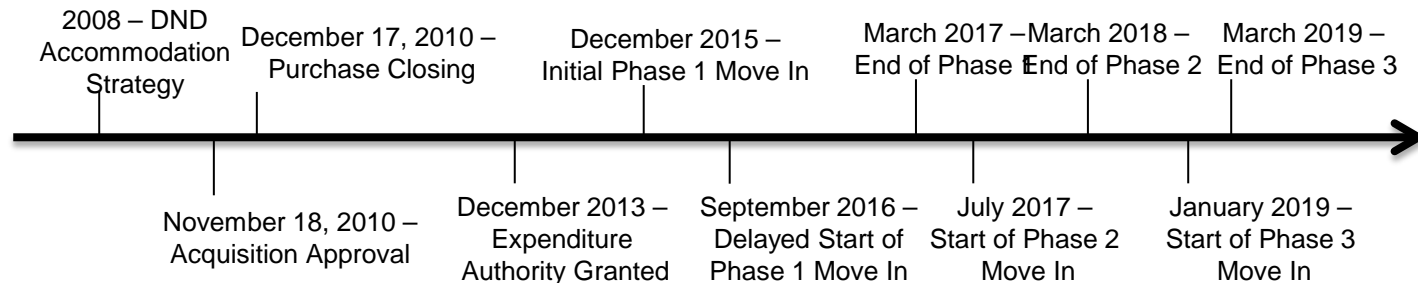 2008 – DND
Accommodation
Strategy
December 17, 2010 –
Purchase Closing
December 2015 –
Initial Phase 1 Move In
March 2017 –
End of Phase 1
March 2018 –
End of Phase 2
March 2019 –
End of Phase 3
November 18, 2010 –
Acquisition Approval
December 2013 –
Expenditure
Authority Granted
September 2016 –
Delayed Start of
Phase 1 Move In
July 2017 –
Start of Phase 2
Move In
January 2019 –
Start of Phase 3
Move In